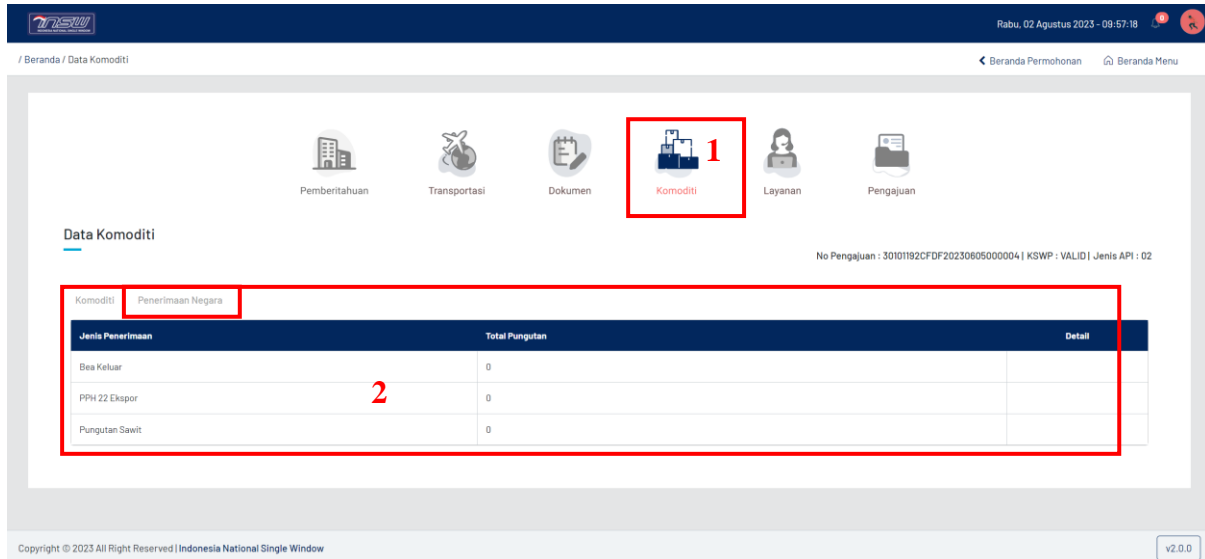 INSW
Rabu, 02 Agustus 2023 - 09:57:18 0
/ Beranda / Data Komoditi Beranda Permohonan Beranda Menu
1
Pemberitahuan Transportasi Dokumen Komoditi Layanan Pengajuan
Data Komoditi
No Pengajuan : 30101192CFDF20230605000004 | KSWP : VALID | Jenis API : 02
Komoditi Penerimaan Negara
Jenis Penerimaan Total Pungutan Detail
Bea Keluar 0
PPH 22 Ekspor 0
2
Pungutan Sawit 0
Copyright © 2023 All Right Reserved | Indonesia National Single Window v2.0.0